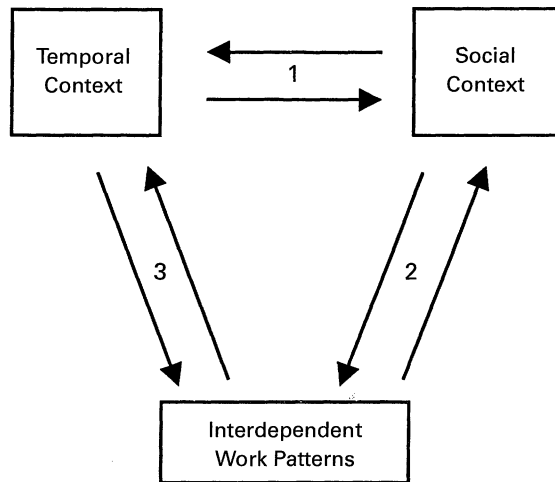 Temporal
Context
1
Social
Context
3
2
Interdependent
Work Patterns